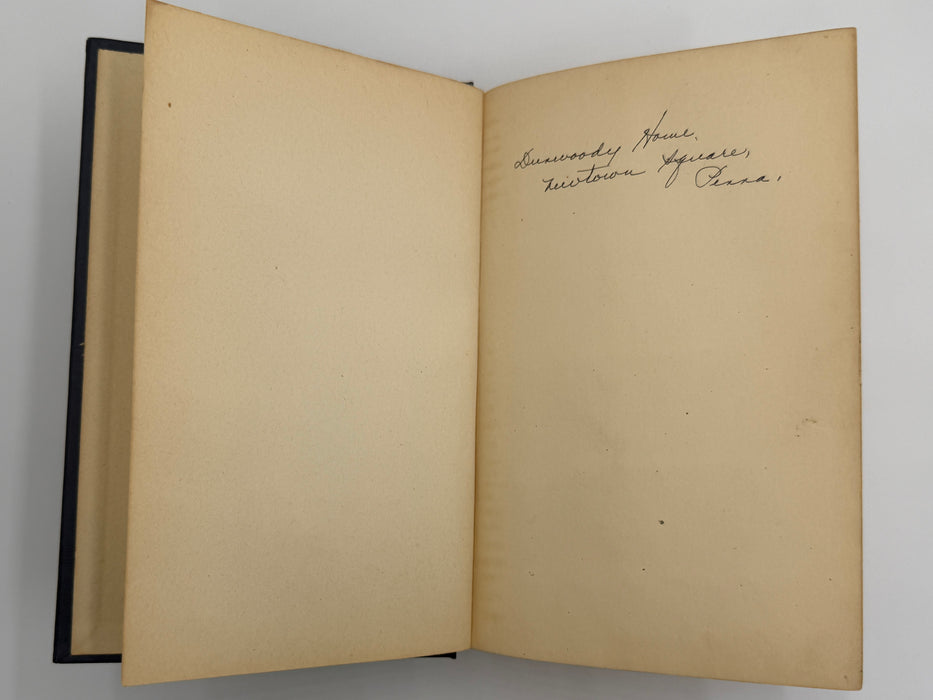 Dunwoody Home,
Newtown Square,
Penna.